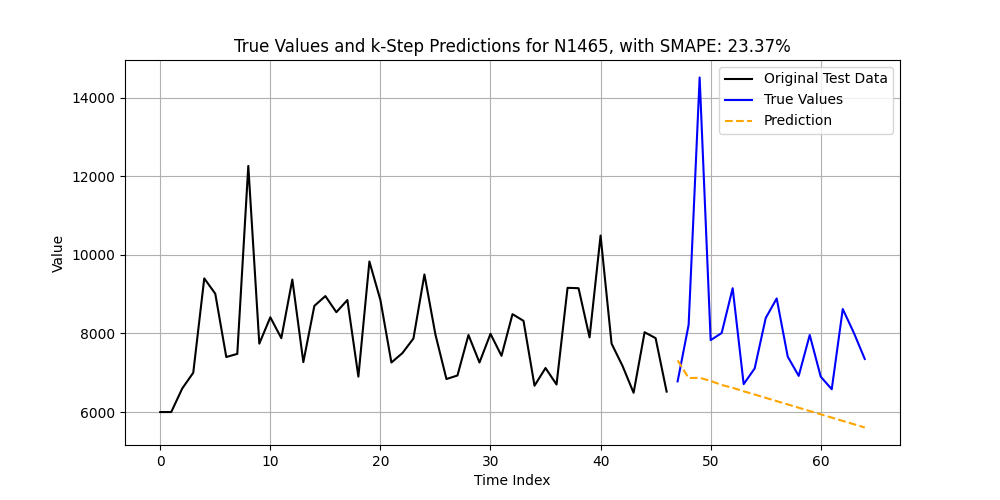 True Values and k-Step Predictions for N1465, with SMAPE: 23.37%
Original Test Data
True Values
Prediction
14000
12000
10000
8000
6000
Value
0 10 20 30 40 50 60
Time Index